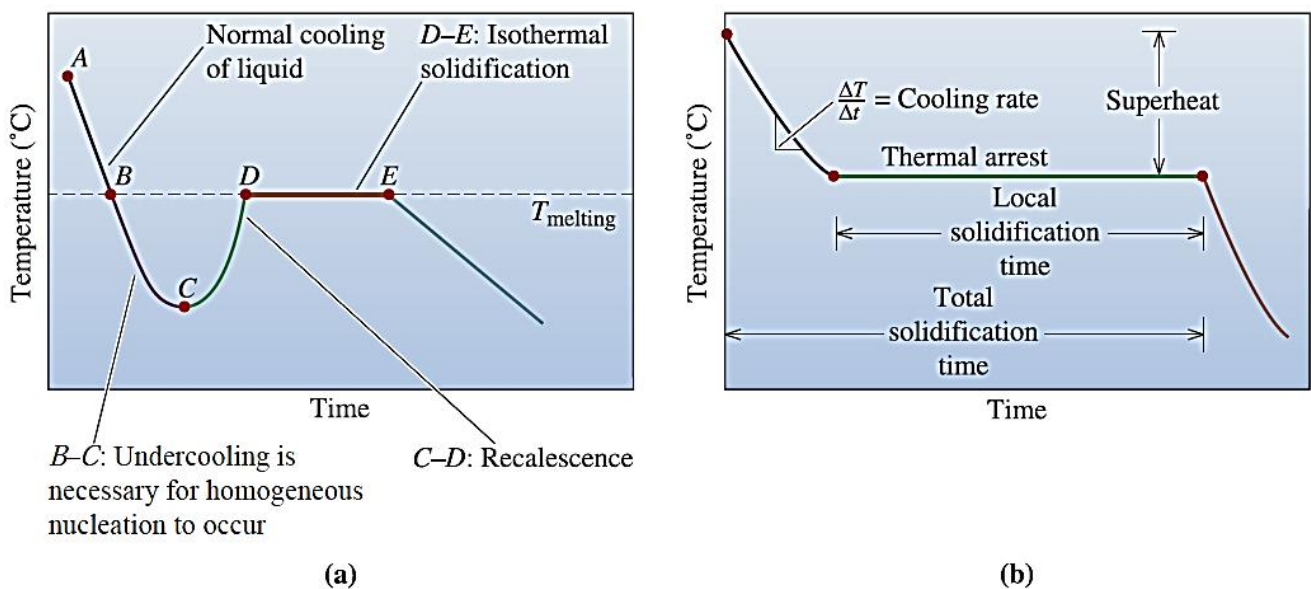 A
Normal cooling
of liquid
D–E: Isothermal
solidification
B
D
E
T melting
C
Temperature (˚C)
Time
B–C: Undercooling is
necessary for homogeneous
nucleation to occur
C–D: Recalescence
(a)
ΔT/Δt = Cooling rate
Superheat
Thermal arrest
Local
solidification
time
Total
solidification
time
Temperature (˚C)
Time
(b)